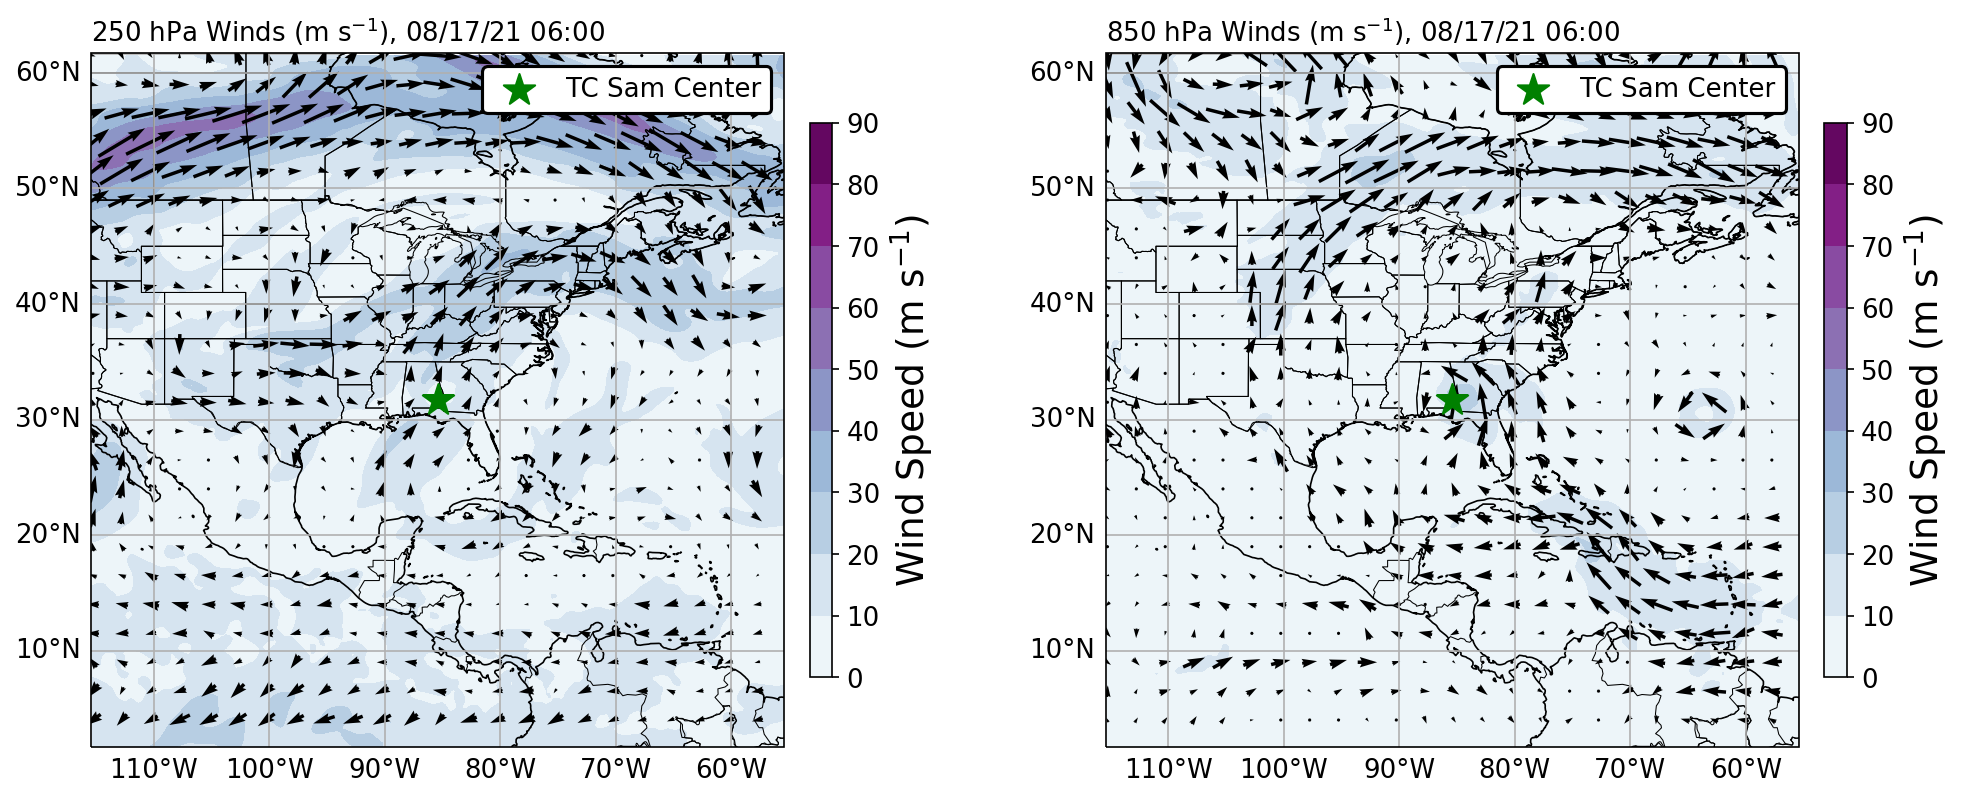 250 hPa Winds (m s⁻¹), 08/17/21 06:00
TC Sam Center
60°N
50°N
40°N
30°N
20°N
10°N
110°W 100°W 90°W 80°W 70°W 60°W
90
80
70
60
50
40
30
20
10
0
Wind Speed (m s⁻¹)
850 hPa Winds (m s⁻¹), 08/17/21 06:00
TC Sam Center
60°N
50°N
40°N
30°N
20°N
10°N
110°W 100°W 90°W 80°W 70°W 60°W
90
80
70
60
50
40
30
20
10
0
Wind Speed (m s⁻¹)